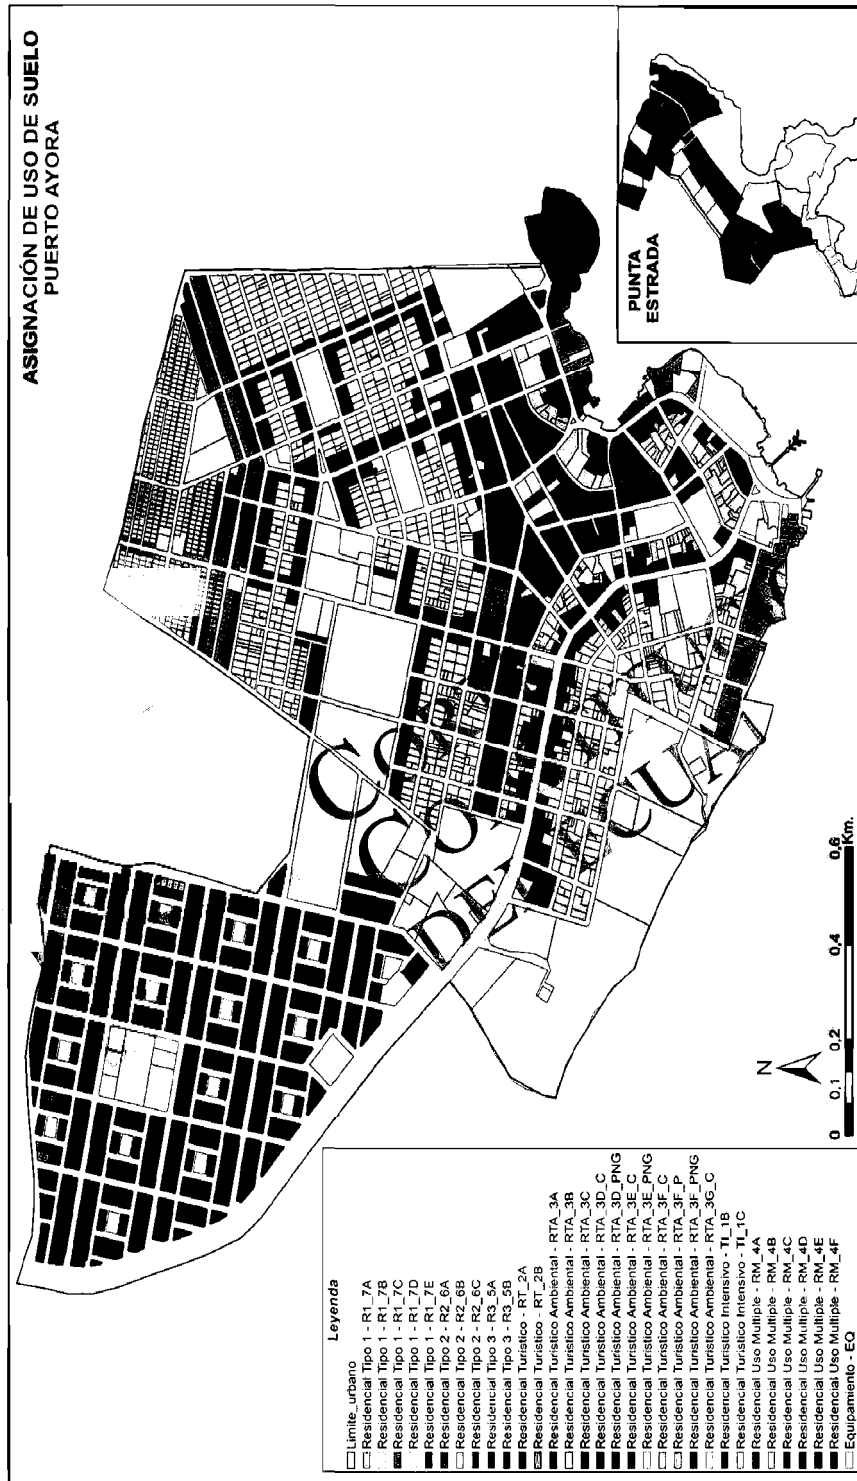 ASIGNACIÓN DE USO DE SUELO
PUERTO AYORA
PUNTA
ESTRADA
N
0 0,1 0,2 0,4 0,6
Km.
Leyenda
Limite_urbano
Residencial Tipo 1 - R1_7A
Residencial Tipo 1 - R1_7B
Residencial Tipo 1 - R1_7C
Residencial Tipo 1 - R1_7D
Residencial Tipo 1 - R1_7E
Residencial Tipo 2 - R2_6A
Residencial Tipo 2 - R2_6B
Residencial Tipo 2 - R2_6C
Residencial Tipo 3 - R3_5A
Residencial Tipo 3 - R3_5B
Residencial Turistico - RT_2A
Residencial Turistico - RT_2B
Residencial Turistico Ambiental - RTA_3A
Residencial Turistico Ambiental - RTA_3B
Residencial Turistico Ambiental - RTA_3C
Residencial Turistico Ambiental - RTA_3D_C
Residencial Turistico Ambiental - RTA_3D_PNG
Residencial Turistico Ambiental - RTA_3E_C
Residencial Turistico Ambiental - RTA_3E_PNG
Residencial Turistico Ambiental - RTA_3F_C
Residencial Turistico Ambiental - RTA_3F_P
Residencial Turistico Ambiental - RTA_3F_PNG
Residencial Turistico Ambiental - RTA_3G_C
Residencial Turistico Intensivo - TI_1B
Residencial Turistico Intensivo - TI_1C
Residencial Uso Multiple - RM_4A
Residencial Uso Multiple - RM_4B
Residencial Uso Multiple - RM_4C
Residencial Uso Multiple - RM_4D
Residencial Uso Multiple - RM_4E
Residencial Uso Multiple - RM_4F
Equipamiento - EQ